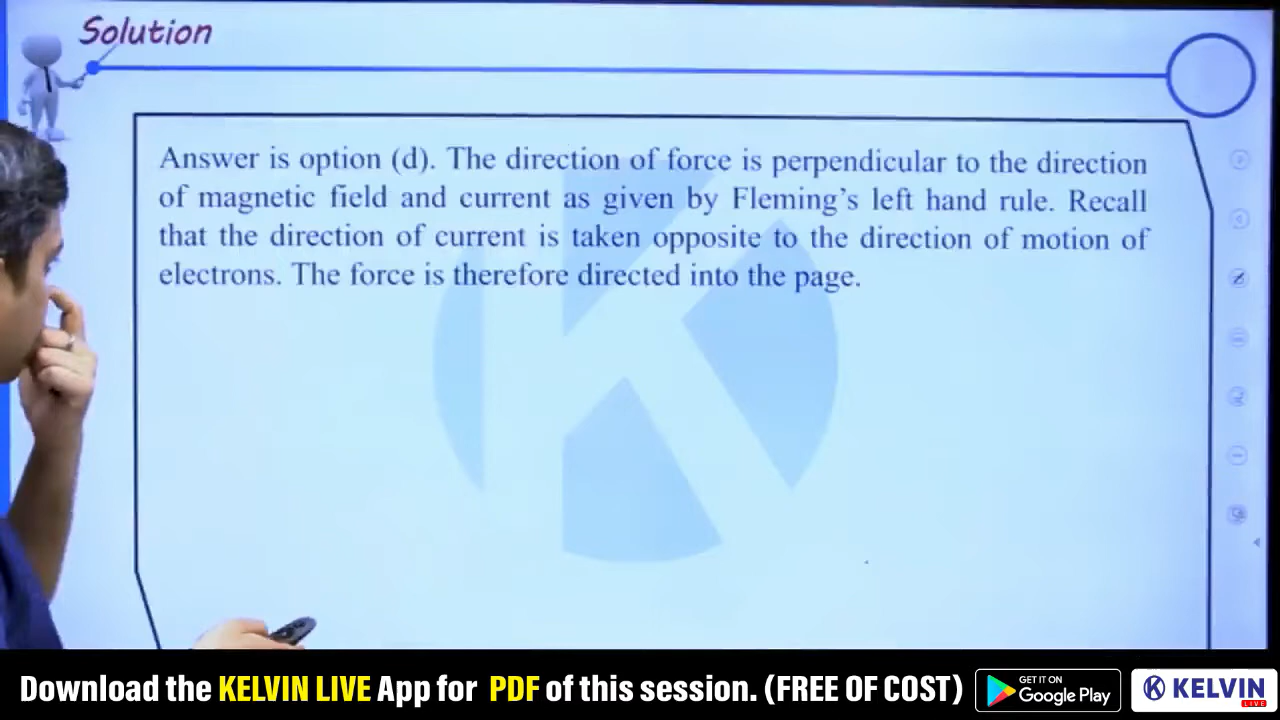 Solution
Answer is option (d). The direction of force is perpendicular to the direction
of magnetic field and current as given by Fleming's left hand rule. Recall
that the direction of current is taken opposite to the direction of motion of
electrons. The force is therefore directed into the page.
Download the KELVIN LIVE App for PDF of this session. (FREE OF COST)
GET IT ON
Google Play
KELVIN
LIVE